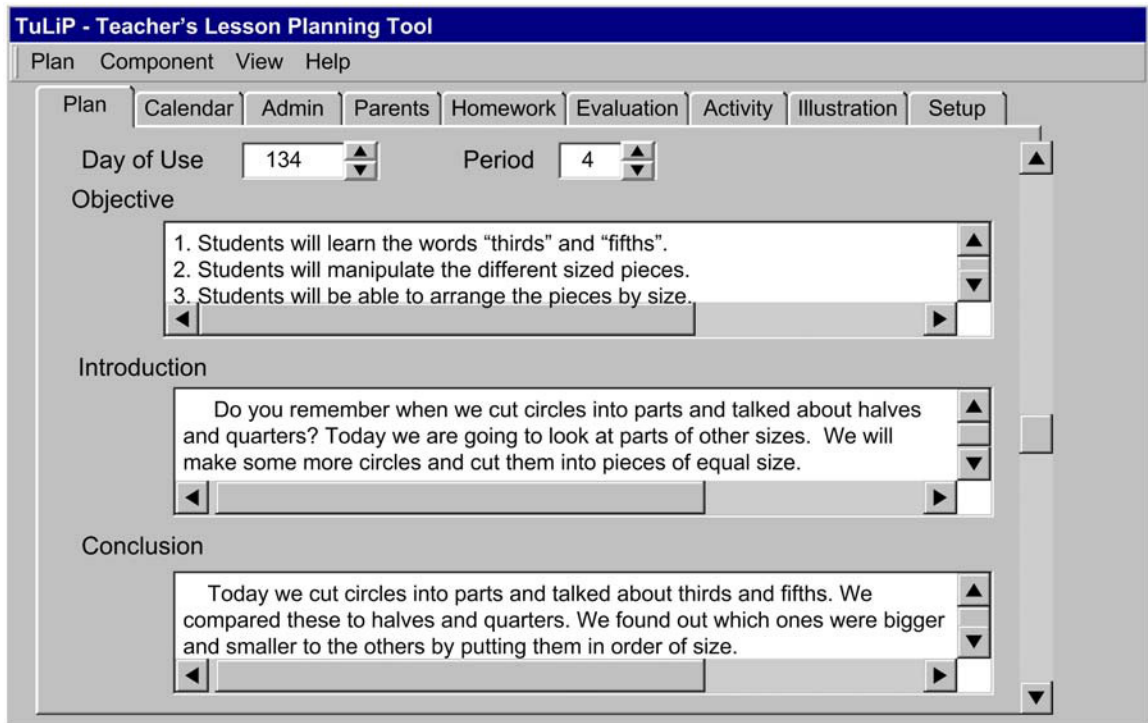 TuLiP - Teacher’s Lesson Planning Tool
Plan Component View Help
Plan Calendar Admin Parents Homework Evaluation Activity Illustration Setup
Day of Use 134 Period 4
Objective
1. Students will learn the words “thirds” and “fifths”.
2. Students will manipulate the different sized pieces.
3. Students will be able to arrange the pieces by size.
Introduction
Do you remember when we cut circles into parts and talked about halves
and quarters? Today we are going to look at parts of other sizes. We will
make some more circles and cut them into pieces of equal size.
Conclusion
Today we cut circles into parts and talked about thirds and fifths. We
compared these to halves and quarters. We found out which ones were bigger
and smaller to the others by putting them in order of size.